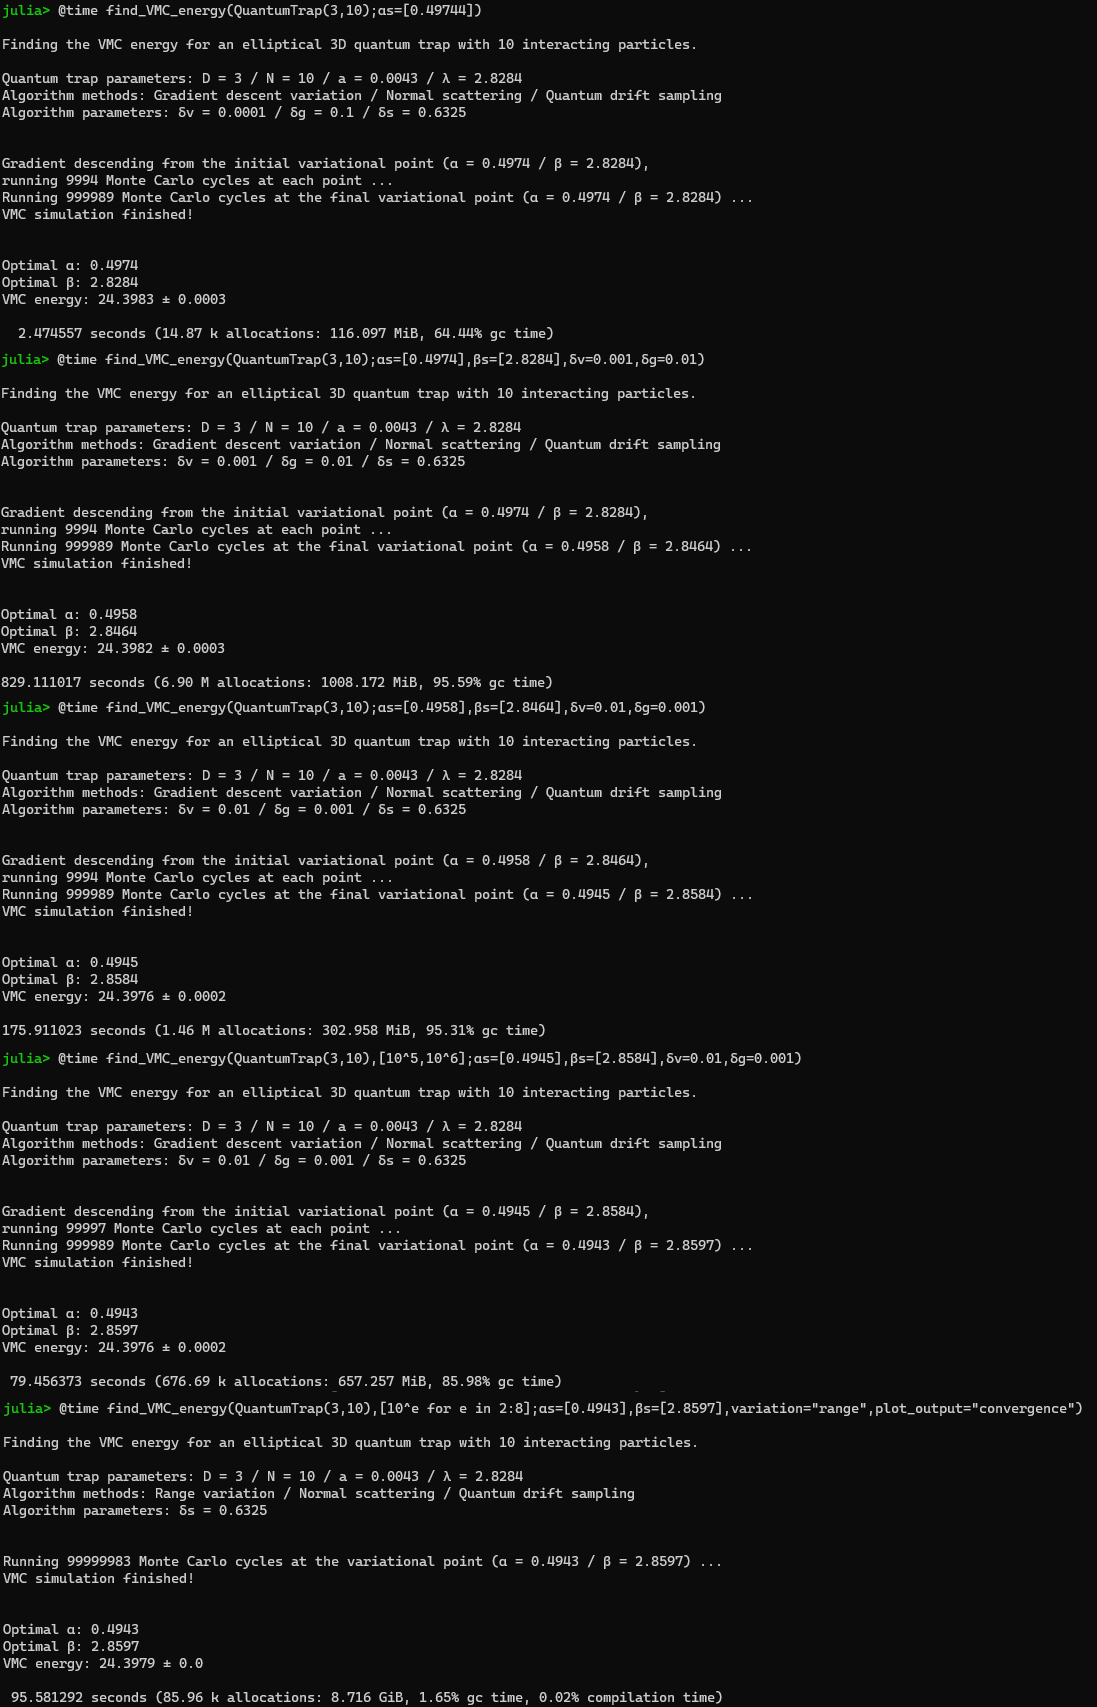 julia> @time find_VMC_energy(QuantumTrap(3,10);αs=[0.49744])
Finding the VMC energy for an elliptical 3D quantum trap with 10 interacting particles.
Quantum trap parameters: D = 3 / N = 10 / a = 0.0043 / λ = 2.8284
Algorithm methods: Gradient descent variation / Normal scattering / Quantum drift sampling
Algorithm parameters: δv = 0.0001 / δg = 0.1 / δs = 0.6325
Gradient descending from the initial variational point (α = 0.4974 / β = 2.8284),
running 9994 Monte Carlo cycles at each point ...
Running 999989 Monte Carlo cycles at the final variational point (α = 0.4974 / β = 2.8284) ...
VMC simulation finished!
Optimal α: 0.4974
Optimal β: 2.8284
VMC energy: 24.3983 ± 0.0003
2.474557 seconds (14.87 k allocations: 116.097 MiB, 64.44% gc time)
julia> @time find_VMC_energy(QuantumTrap(3,10);αs=[0.4974],βs=[2.8284],δv=0.001,δg=0.01)
Finding the VMC energy for an elliptical 3D quantum trap with 10 interacting particles.
Quantum trap parameters: D = 3 / N = 10 / a = 0.0043 / λ = 2.8284
Algorithm methods: Gradient descent variation / Normal scattering / Quantum drift sampling
Algorithm parameters: δv = 0.001 / δg = 0.01 / δs = 0.6325
Gradient descending from the initial variational point (α = 0.4974 / β = 2.8284),
running 9994 Monte Carlo cycles at each point ...
Running 999989 Monte Carlo cycles at the final variational point (α = 0.4958 / β = 2.8464) ...
VMC simulation finished!
Optimal α: 0.4958
Optimal β: 2.8464
VMC energy: 24.3982 ± 0.0003
829.111017 seconds (6.90 M allocations: 1008.172 MiB, 95.59% gc time)
julia> @time find_VMC_energy(QuantumTrap(3,10);αs=[0.4958],βs=[2.8464],δv=0.01,δg=0.001)
Finding the VMC energy for an elliptical 3D quantum trap with 10 interacting particles.
Quantum trap parameters: D = 3 / N = 10 / a = 0.0043 / λ = 2.8284
Algorithm methods: Gradient descent variation / Normal scattering / Quantum drift sampling
Algorithm parameters: δv = 0.01 / δg = 0.001 / δs = 0.6325
Gradient descending from the initial variational point (α = 0.4958 / β = 2.8464),
running 9994 Monte Carlo cycles at each point ...
Running 999989 Monte Carlo cycles at the final variational point (α = 0.4945 / β = 2.8584) ...
VMC simulation finished!
Optimal α: 0.4945
Optimal β: 2.8584
VMC energy: 24.3976 ± 0.0002
175.911023 seconds (1.46 M allocations: 302.958 MiB, 95.31% gc time)
julia> @time find_VMC_energy(QuantumTrap(3,10),[10^5,10^6];αs=[0.4945],βs=[2.8584],δv=0.01,δg=0.001)
Finding the VMC energy for an elliptical 3D quantum trap with 10 interacting particles.
Quantum trap parameters: D = 3 / N = 10 / a = 0.0043 / λ = 2.8284
Algorithm methods: Gradient descent variation / Normal scattering / Quantum drift sampling
Algorithm parameters: δv = 0.01 / δg = 0.001 / δs = 0.6325
Gradient descending from the initial variational point (α = 0.4945 / β = 2.8584),
running 99997 Monte Carlo cycles at each point ...
Running 999989 Monte Carlo cycles at the final variational point (α = 0.4943 / β = 2.8597) ...
VMC simulation finished!
Optimal α: 0.4943
Optimal β: 2.8597
VMC energy: 24.3976 ± 0.0002
79.456373 seconds (676.69 k allocations: 657.257 MiB, 85.98% gc time)
julia> @time find_VMC_energy(QuantumTrap(3,10),[10^e for e in 2:8];αs=[0.4943],βs=[2.8597],variation="range",plot_output="convergence")
Finding the VMC energy for an elliptical 3D quantum trap with 10 interacting particles.
Quantum trap parameters: D = 3 / N = 10 / a = 0.0043 / λ = 2.8284
Algorithm methods: Range variation / Normal scattering / Quantum drift sampling
Algorithm parameters: δs = 0.6325
Running 99999983 Monte Carlo cycles at the variational point (α = 0.4943 / β = 2.8597) ...
VMC simulation finished!
Optimal α: 0.4943
Optimal β: 2.8597
VMC energy: 24.3979 ± 0.0
95.581292 seconds (85.96 k allocations: 8.716 GiB, 1.65% gc time, 0.02% compilation time)